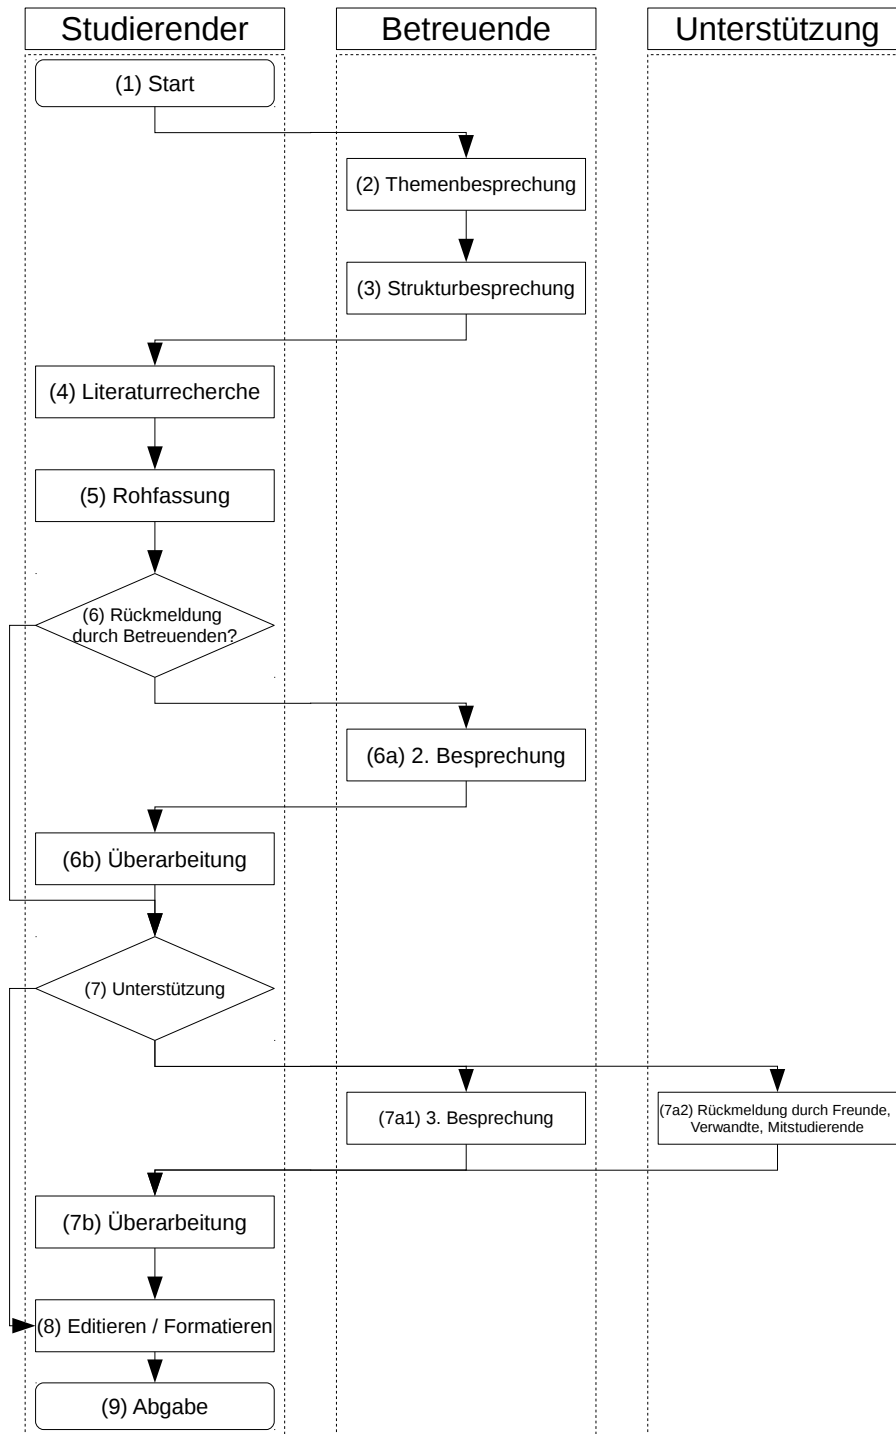 Studierender
Betreuende
Unterstützung
(1) Start
(2) Themenbesprechung
(3) Strukturbesprechung
(4) Literaturrecherche
(5) Rohfassung
(6) Rückmeldung
durch Betreuenden?
(6a) 2. Besprechung
(6b) Überarbeitung
(7) Unterstützung
(7a1) 3. Besprechung
(7a2) Rückmeldung durch Freunde,
Verwandte, Mitstudierende
(7b) Überarbeitung
(8) Editieren / Formatieren
(9) Abgabe